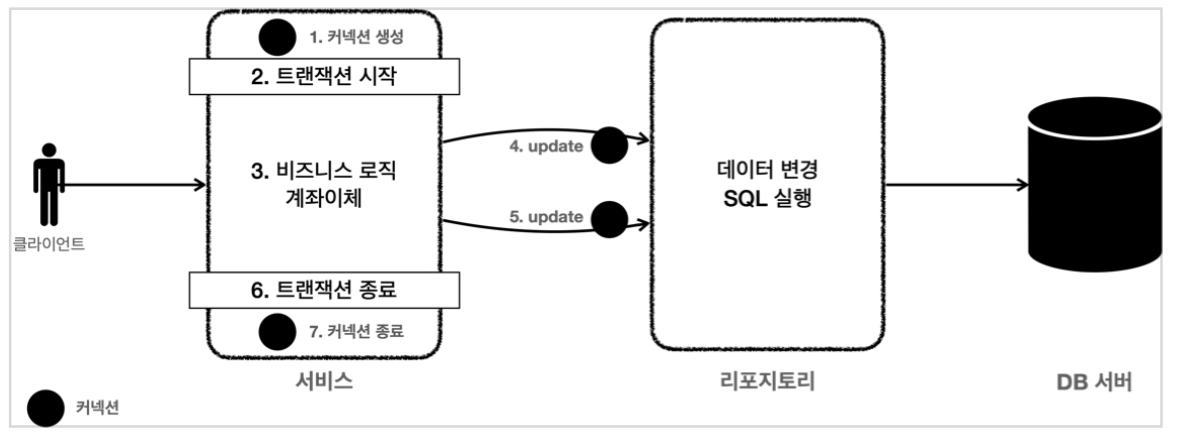 1. 커넥션 생성
2. 트랜잭션 시작
3. 비즈니스 로직
계좌이체
4. update
5. update
데이터 변경
SQL 실행
클라이언트
6. 트랜잭션 종료
7. 커넥션 종료
서비스
리포지토리
DB 서버
커넥션